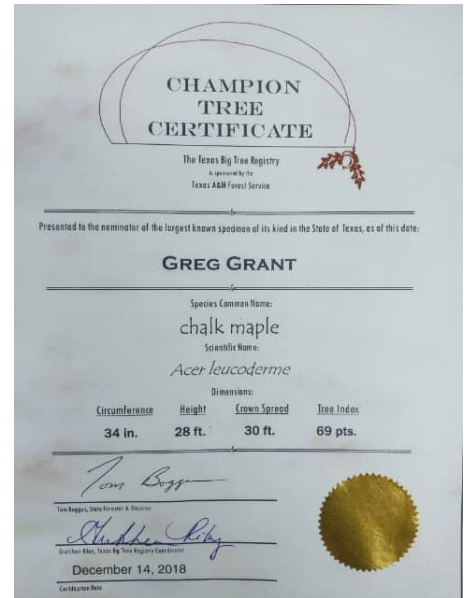 CHAMPION
TREE
CERTIFICATE
The Texas Big Tree Registry
is sponsored by the
Texas A&M Forest Service
Presented to the nominator of the largest known specimen of its kind in the State of Texas, as of this date:
GREG GRANT
Species Common Name:
chalk maple
Scientific Name:
Acer leucoderme
Dimensions:
Circumference Height Crown Spread Tree Index
34 in. 28 ft. 30 ft. 69 pts.
Tom Boggus
Tom Boggus, State Forester & Director
Gretchen Riley
Gretchen Riley, Texas Big Tree Registry Coordinator
December 14, 2018
Certification Date